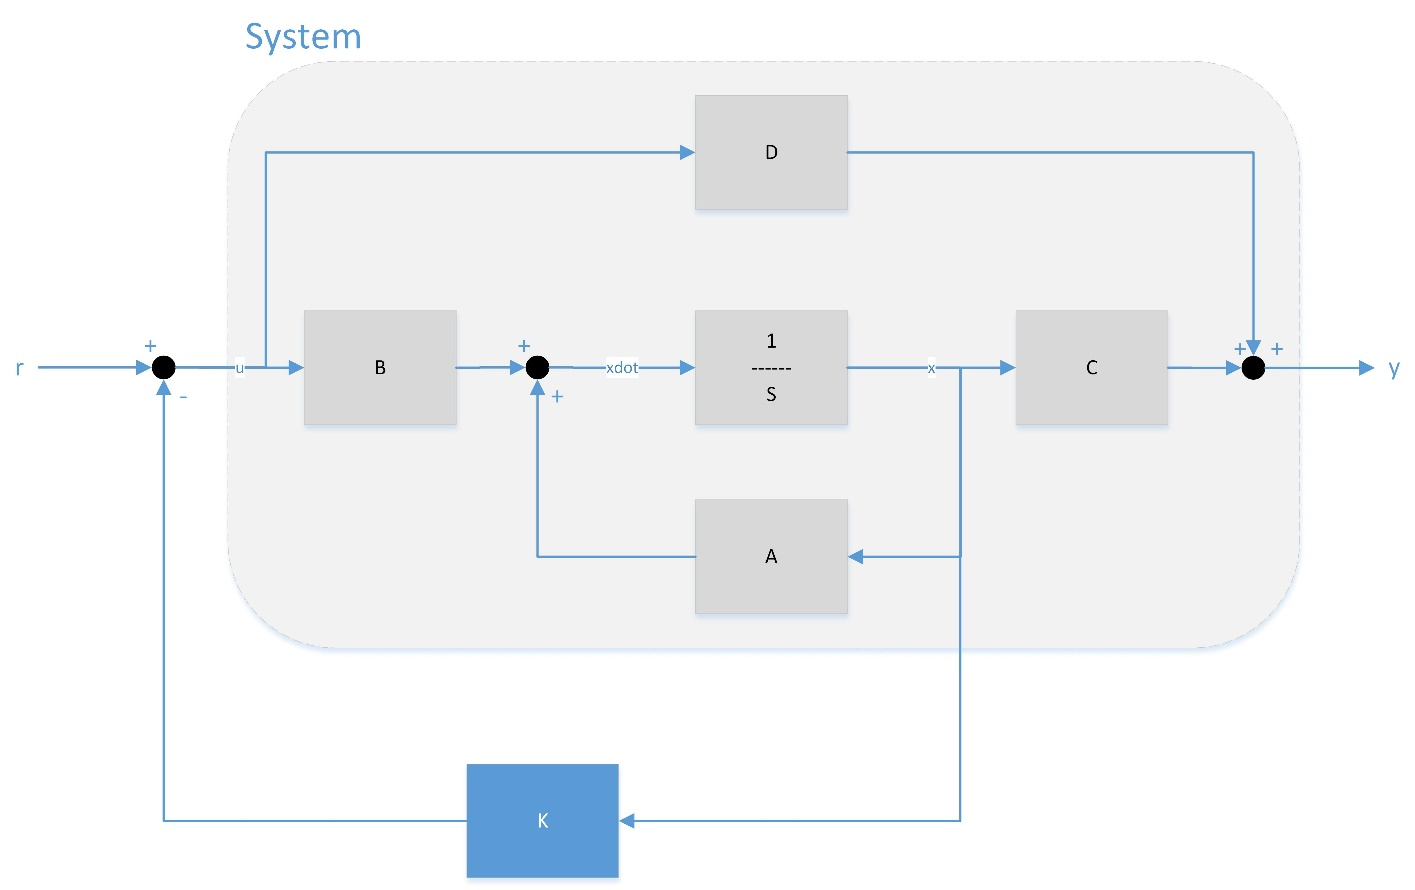 System
D
+
r
-
u
B
+
+
xdot
1
------
S
x
C
+ +
y
A
K